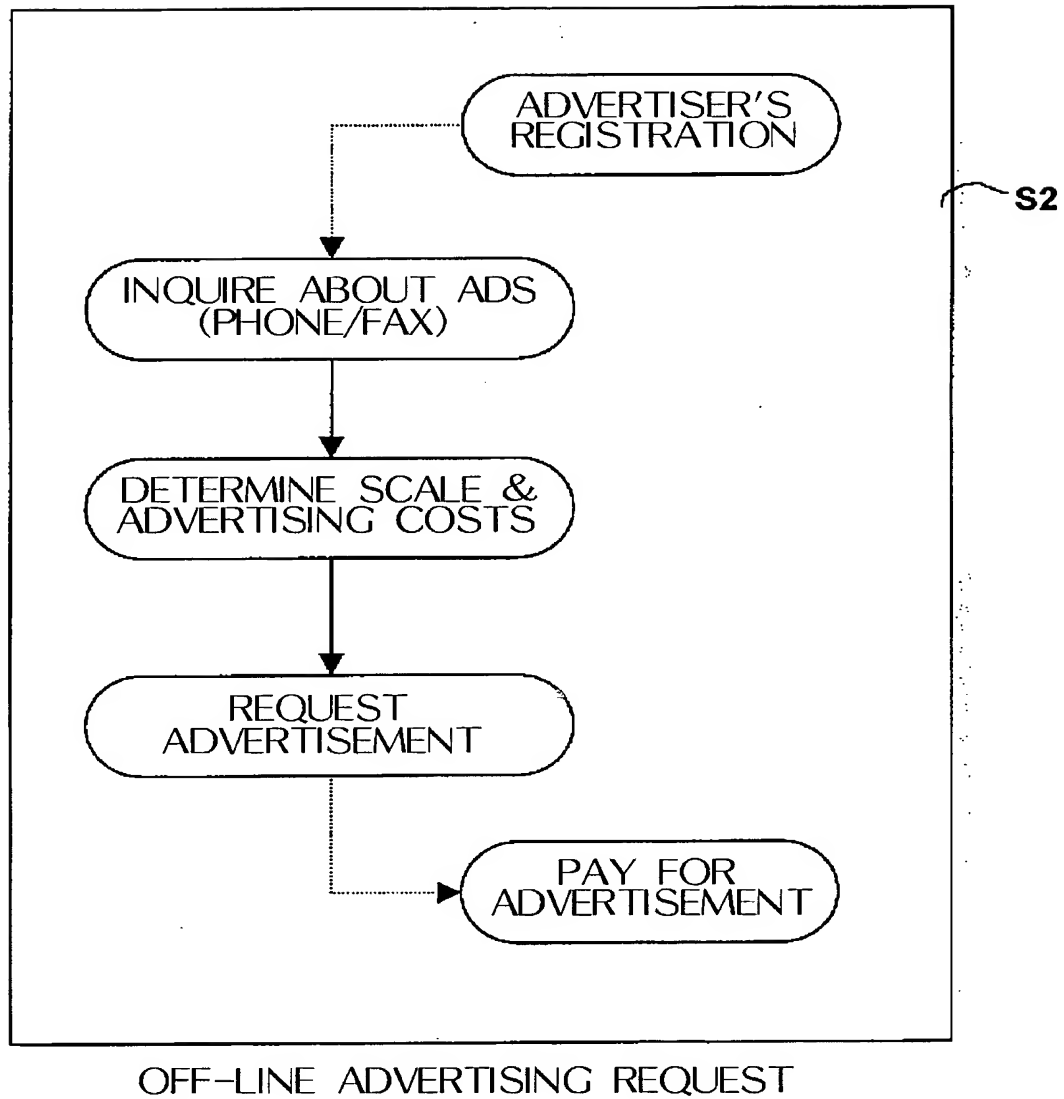 ADVERTISER'S
REGISTRATION
S2
INQUIRE ABOUT ADS
(PHONE/FAX)
DETERMINE SCALE &
ADVERTISING COSTS
REQUEST
ADVERTISEMENT
PAY FOR
ADVERTISEMENT
OFF-LINE ADVERTISING REQUEST